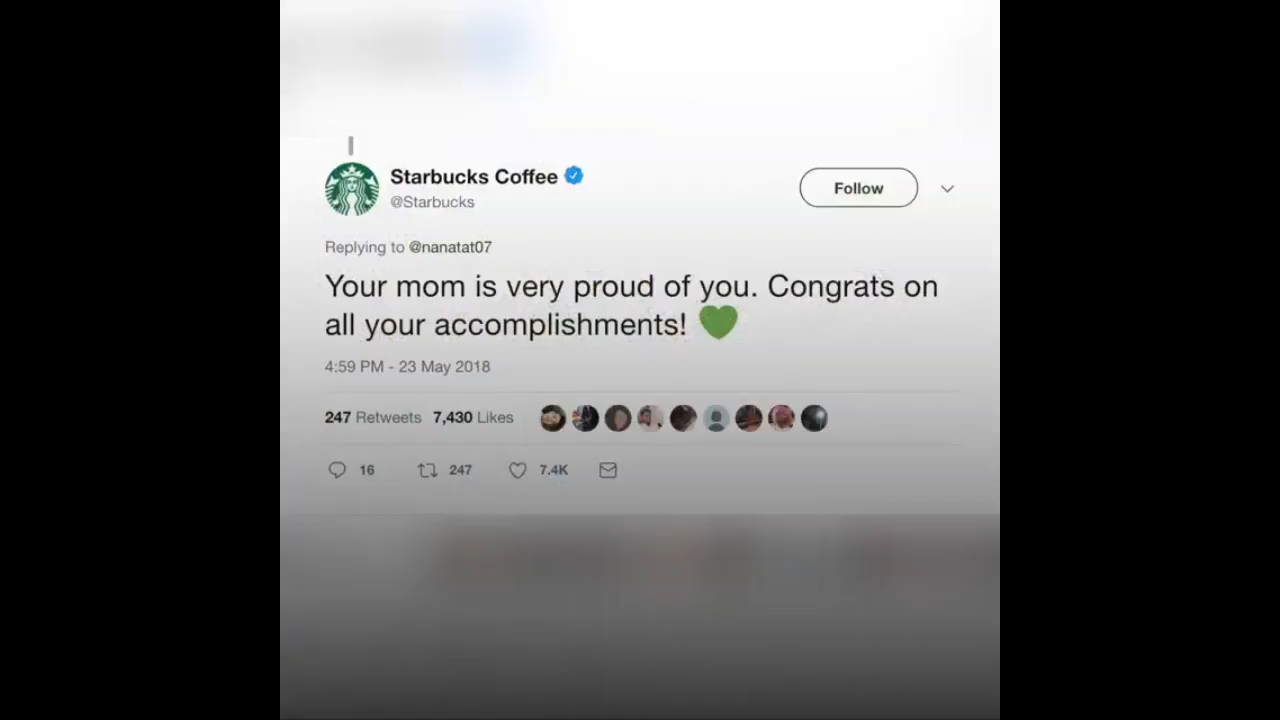 Starbucks Coffee
@Starbucks
Follow
Replying to @nanatat07
Your mom is very proud of you. Congrats on
all your accomplishments! 💚
4:59 PM - 23 May 2018
247 Retweets 7,430 Likes
16 247 7.4K